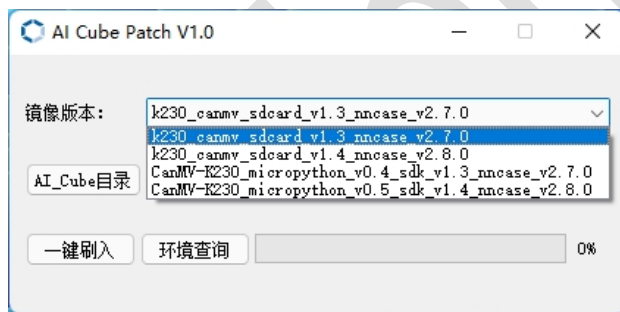 AI Cube Patch V1.0
镜像版本：
k230_canmv_sdcard_v1.3_nncase_v2.7.0
k230_canmv_sdcard_v1.3_nncase_v2.7.0
k230_canmv_sdcard_v1.4_nncase_v2.8.0
CanMV-K230_micropython_v0.4_sdk_v1.3_nncase_v2.7.0
CanMV-K230_micropython_v0.5_sdk_v1.4_nncase_v2.8.0
AI_Cube目录
一键刷入 环境查询 0%